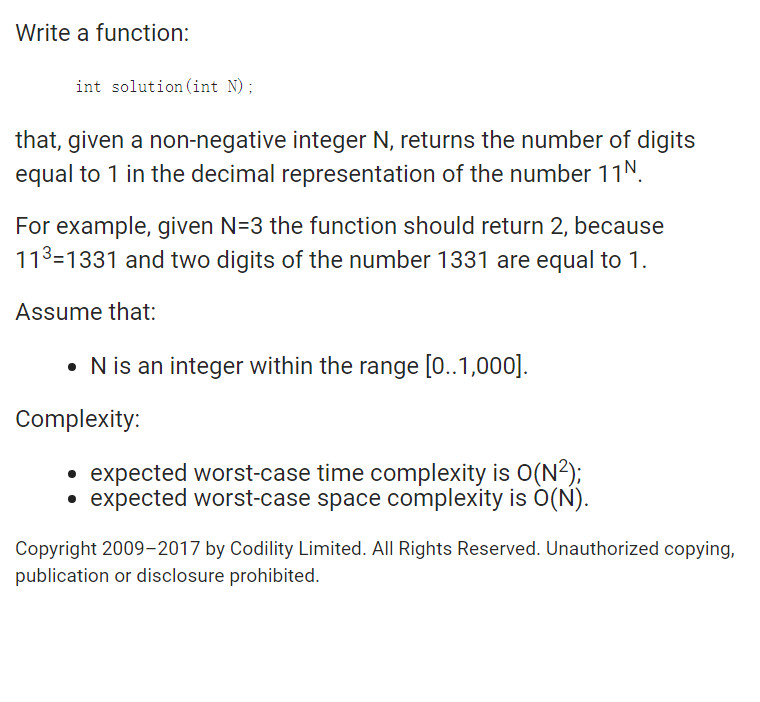 Write a function:
int solution(int N);
that, given a non-negative integer N, returns the number of digits
equal to 1 in the decimal representation of the number 11^N.
For example, given N=3 the function should return 2, because
11^3=1331 and two digits of the number 1331 are equal to 1.
Assume that:
• N is an integer within the range [0..1,000].
Complexity:
• expected worst-case time complexity is O(N^2);
• expected worst-case space complexity is O(N).
Copyright 2009–2017 by Codility Limited. All Rights Reserved. Unauthorized copying,
publication or disclosure prohibited.